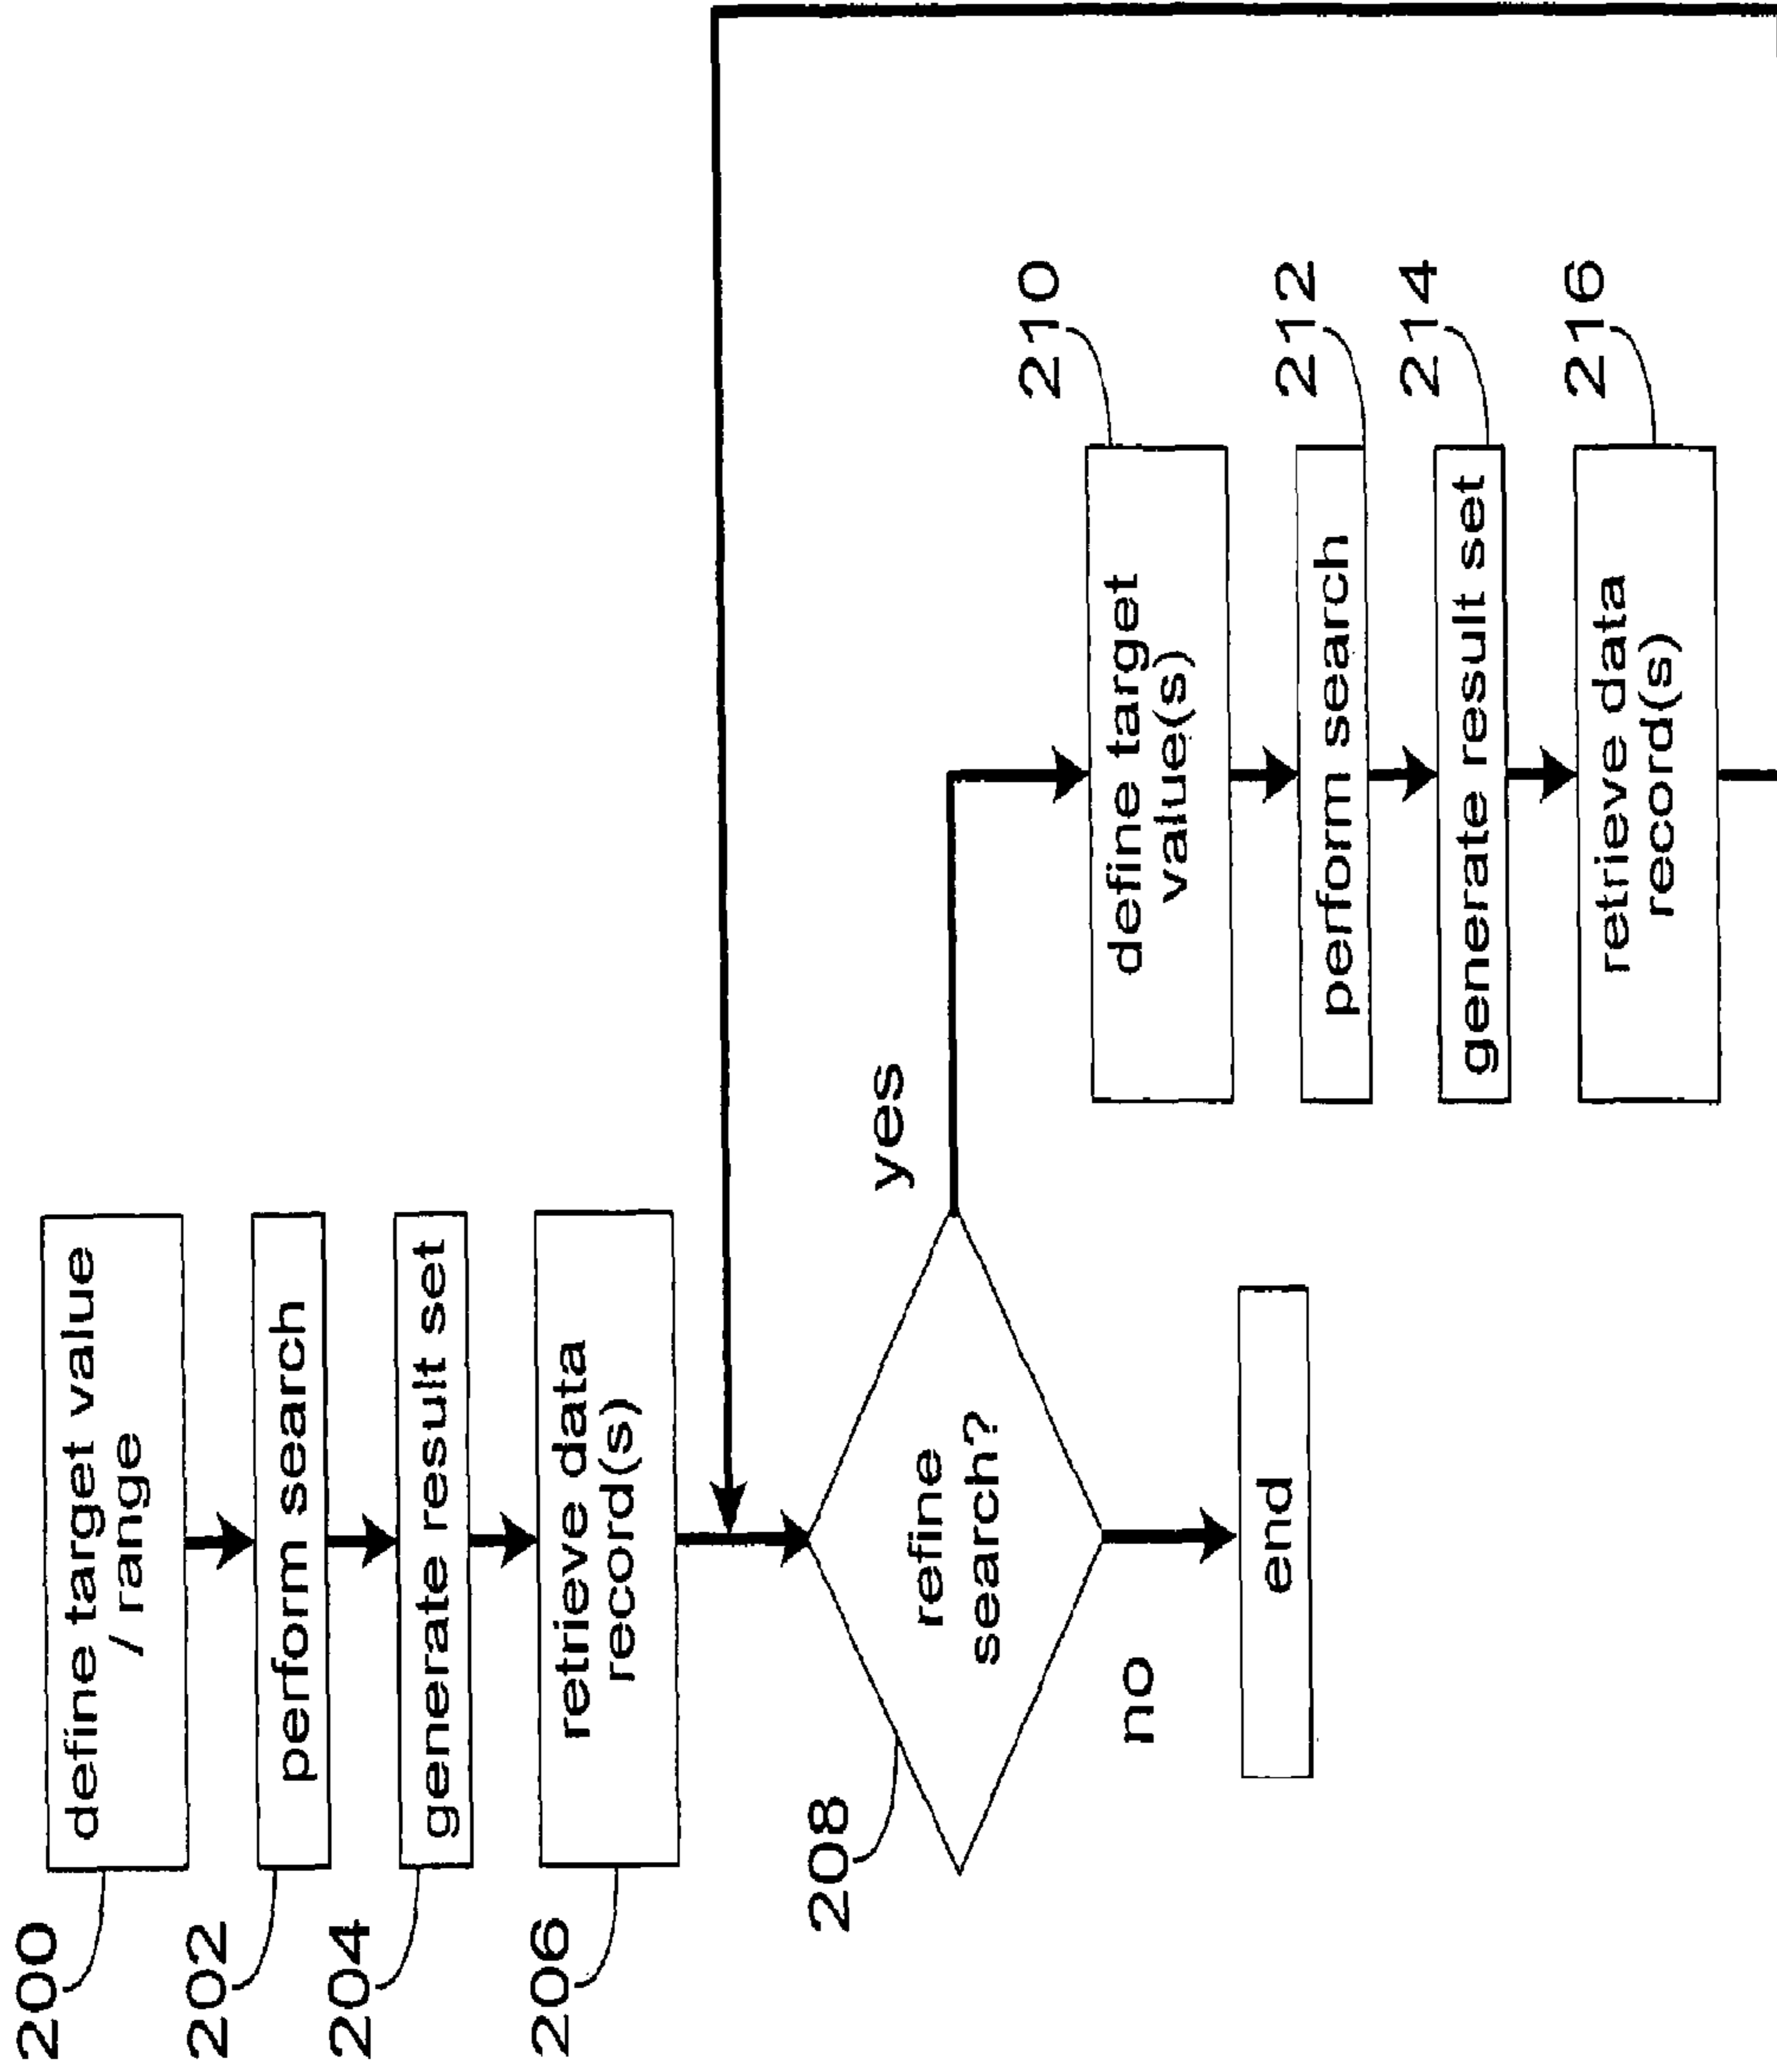 200
define target value
/ range
202
perform search
204
generate result set
206
retrieve data
record(s)
208
refine
search?
yes
no
end
210
define target
value(s)
212
perform search
214
generate result set
216
retrieve data
record(s)